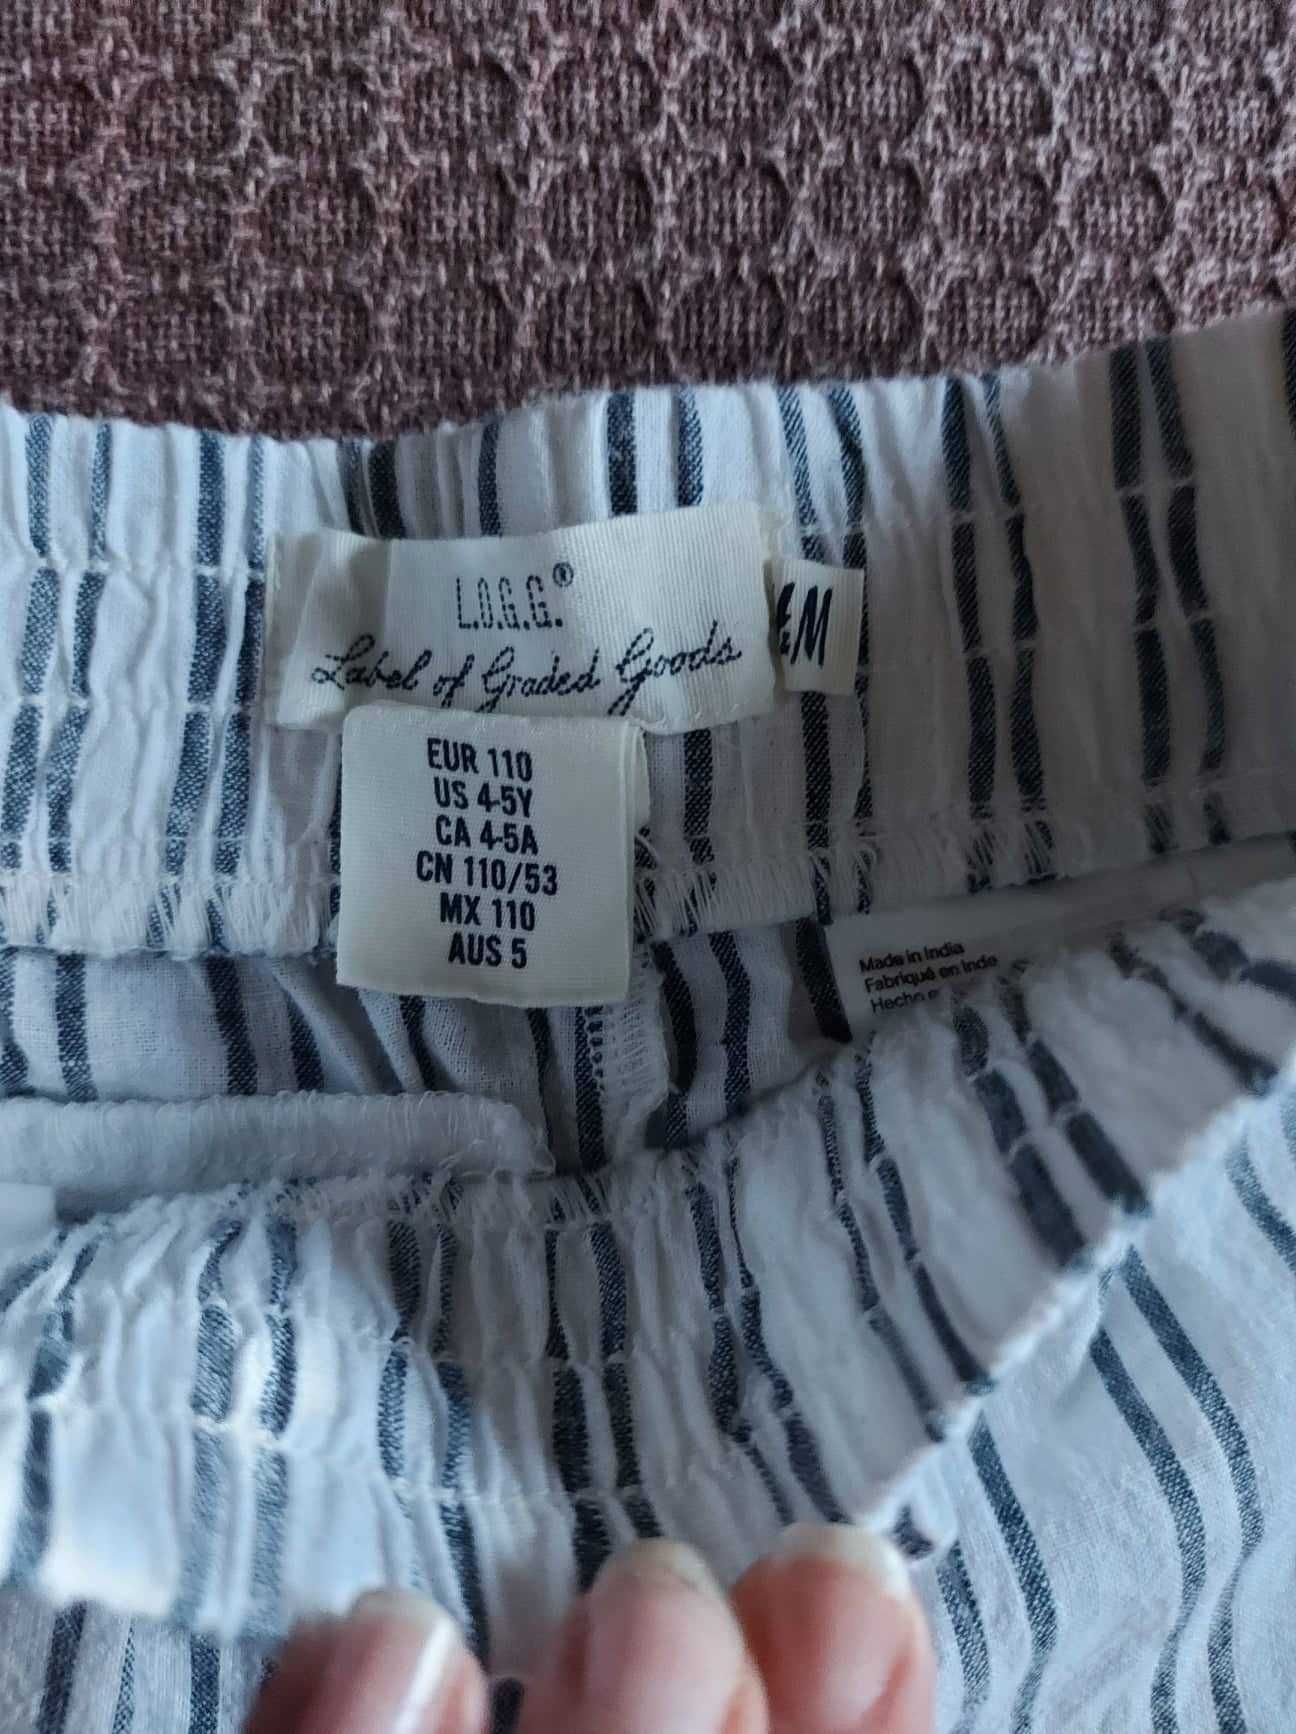 L.O.G.G.®
Label of Graded Goods
&M
EUR 110
US 4-5Y
CA 4-5A
CN 110/53
MX 110
AUS 5
Made in India
Fabriqué en Inde
Hecho